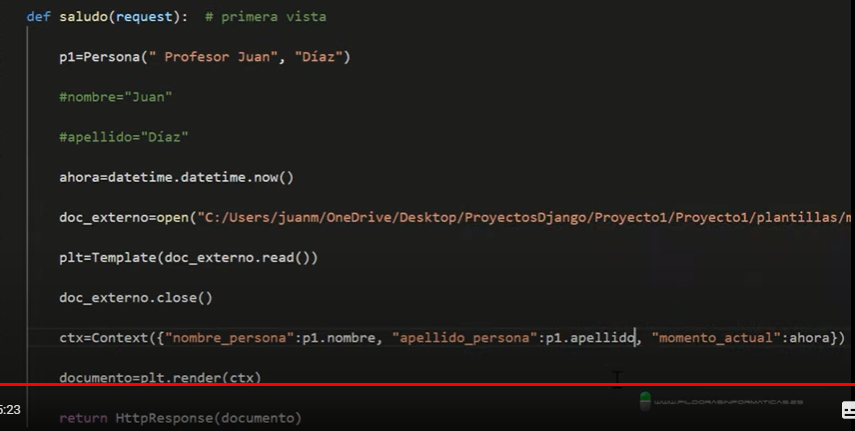 def saludo(request):  # primera vista
p1=Persona(" Profesor Juan", "Díaz")
#nombre="Juan"
#apellido="Díaz"
ahora=datetime.datetime.now()
doc_externo=open("C:/Users/juanm/OneDrive/Desktop/ProyectosDjango/Proyecto1/Proyecto1/plantillas/m
plt=Template(doc_externo.read())
doc_externo.close()
ctx=Context({"nombre_persona":p1.nombre, "apellido_persona":p1.apellido, "momento_actual":ahora})
documento=plt.render(ctx)
5:23
WWW.PILDORASINFORMATICAS.ES
return HttpResponse(documento)